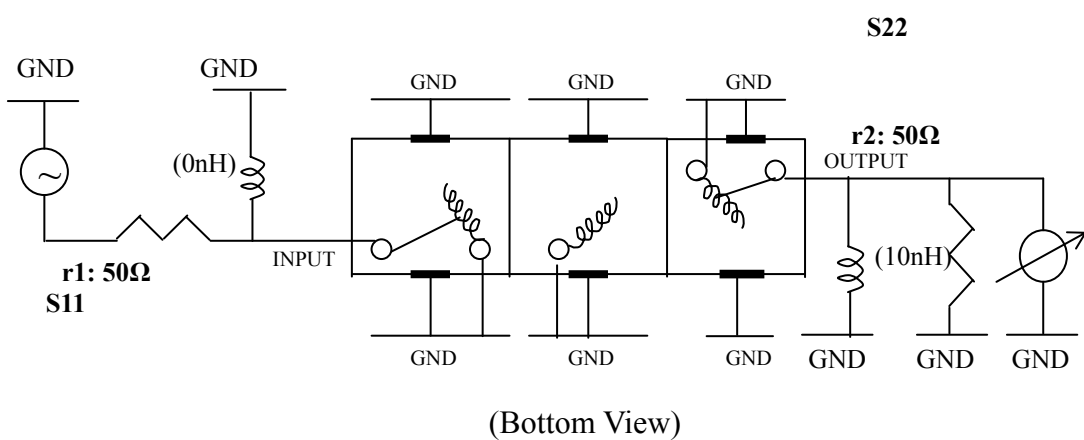 S22
GND
GND
GND
GND
GND
r2: 50Ω
OUTPUT
(0nH)
INPUT
(10nH)
r1: 50Ω
S11
GND
GND
GND
GND
GND
GND
(Bottom View)